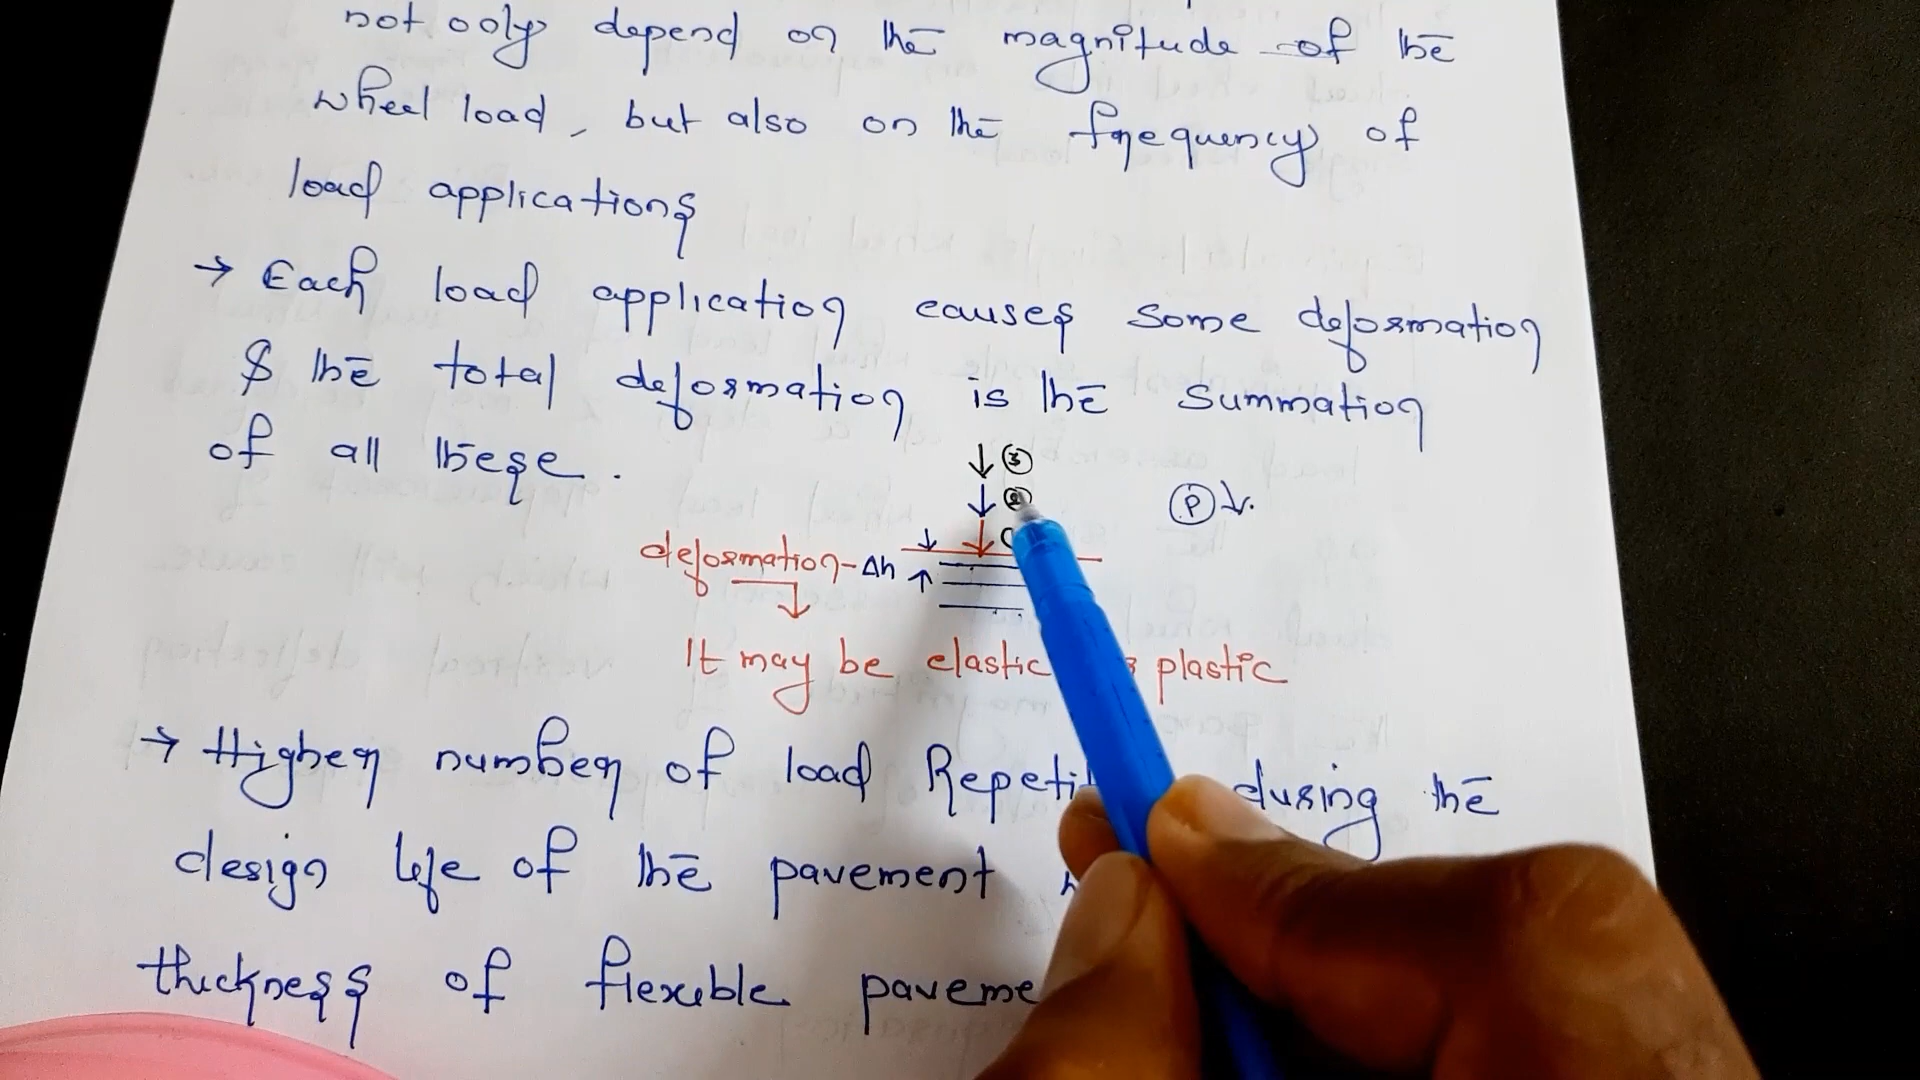 not only depend on the magnitude of the
wheel load, but also on the frequency of
load applications
→ Each load application causes some deformation
& the total deformation is the summation
of all these.
↓ ③
↓ ②
Ⓟ↓.
deformation - Δh
It may be elastic plastic
→ Higher number of load during the
design life of the pavement
thickness of flexible